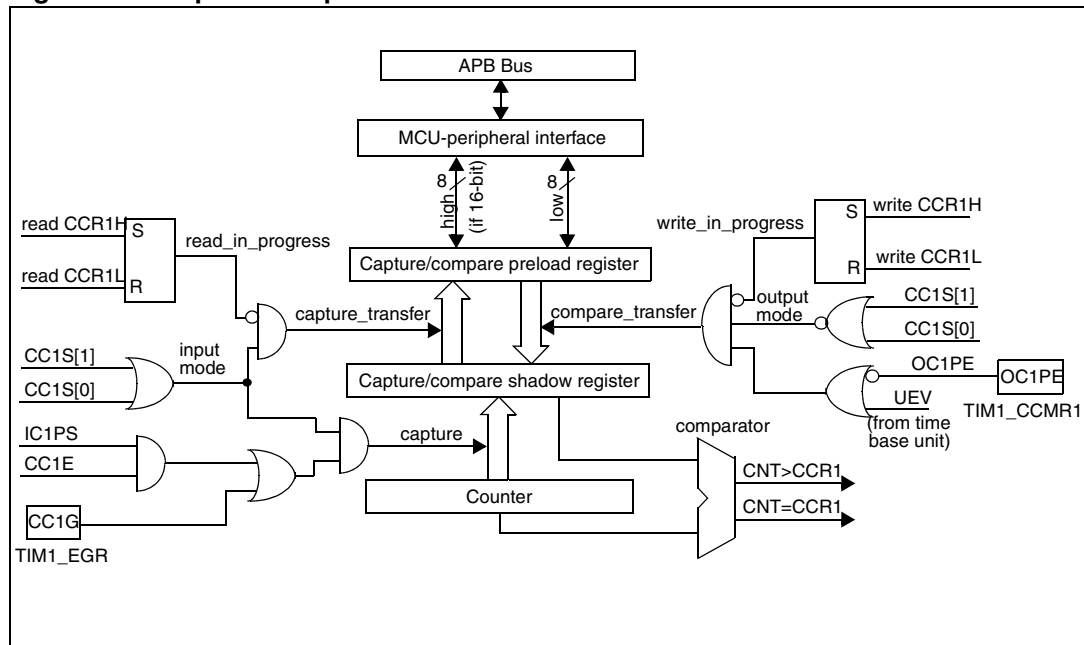 APB Bus
MCU-peripheral interface
8
high
(if 16-bit)
8
low
read CCR1H
S
read_in_progress
read CCR1L
R
write_in_progress
S
write CCR1H
R
write CCR1L
Capture/compare preload register
capture_transfer
compare_transfer
output
mode
CC1S[1]
CC1S[0]
CC1S[1]
CC1S[0]
input
mode
Capture/compare shadow register
OC1PE
OC1PE
UEV
(from time
base unit)
TIM1_CCMR1
IC1PS
CC1E
capture
comparator
CNT>CCR1
CNT=CCR1
Counter
CC1G
TIM1_EGR